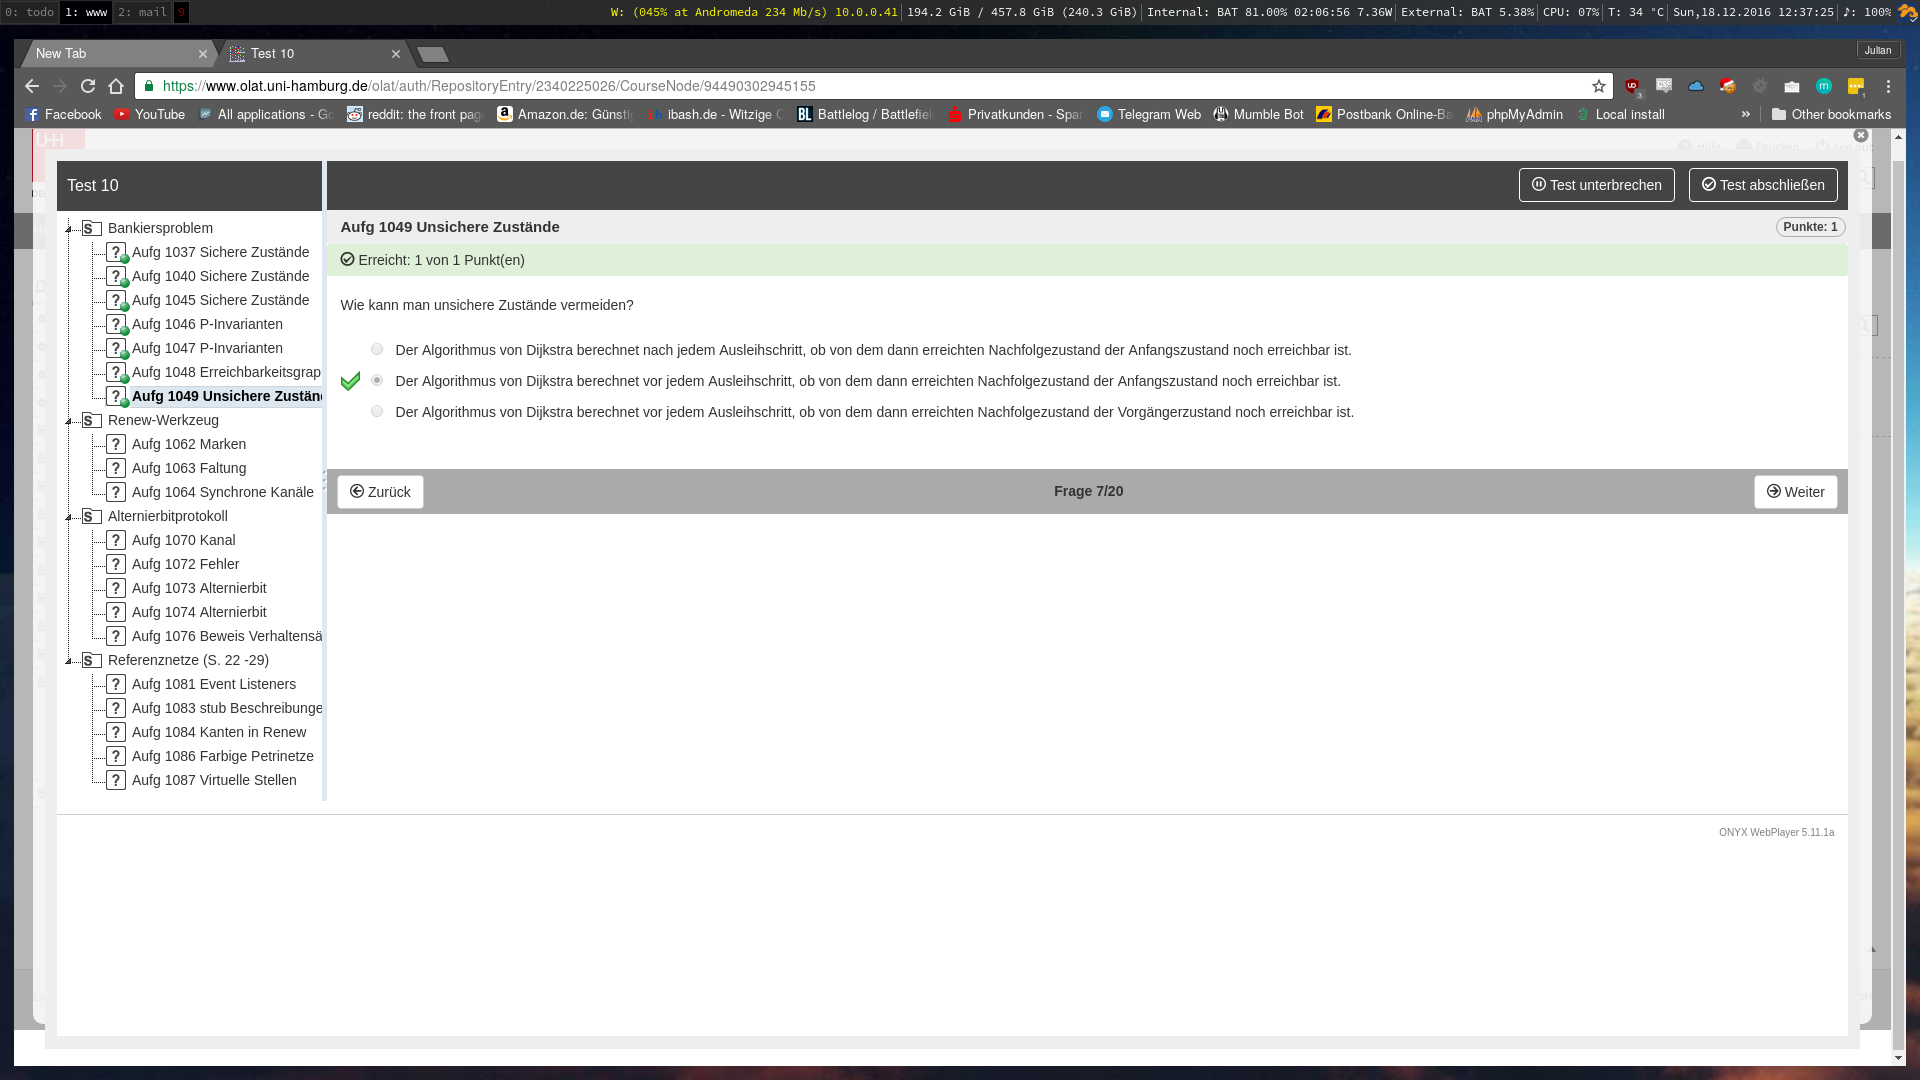 0: todo 1: www 2: mail 9 W: (045% at Andromeda 234 Mb/s) 10.0.0.41 194.2 GiB / 457.8 GiB (240.3 GiB) Internal: BAT 81.00% 02:06:56 7.36W External: BAT 5.38% CPU: 07% T: 34 °C Sun,18.12.2016 12:37:25 ♪: 100%
New Tab Test 10 Julian
https://www.olat.uni-hamburg.de/olat/auth/RepositoryEntry/2340225026/CourseNode/94490302945155
Facebook YouTube All applications - Go reddit: the front pag Amazon.de: Günsti ibash.de - Witzige Battlelog / Battlefiel Privatkunden - Spar Telegram Web Mumble Bot Postbank Online-Ba phpMyAdmin Local install » Other bookmarks
Test 10
Test unterbrechen Test abschließen
Bankiersproblem
Aufg 1037 Sichere Zustände
Aufg 1040 Sichere Zustände
Aufg 1045 Sichere Zustände
Aufg 1046 P-Invarianten
Aufg 1047 P-Invarianten
Aufg 1048 Erreichbarkeitsgrap
Aufg 1049 Unsichere Zustän
Renew-Werkzeug
Aufg 1062 Marken
Aufg 1063 Faltung
Aufg 1064 Synchrone Kanäle
Alternierbitprotokoll
Aufg 1070 Kanal
Aufg 1072 Fehler
Aufg 1073 Alternierbit
Aufg 1074 Alternierbit
Aufg 1076 Beweis Verhaltensä
Referenznetze (S. 22 -29)
Aufg 1081 Event Listeners
Aufg 1083 stub Beschreibunge
Aufg 1084 Kanten in Renew
Aufg 1086 Farbige Petrinetze
Aufg 1087 Virtuelle Stellen
Aufg 1049 Unsichere Zustände Punkte: 1
Erreicht: 1 von 1 Punkt(en)
Wie kann man unsichere Zustände vermeiden?
Der Algorithmus von Dijkstra berechnet nach jedem Ausleihschritt, ob von dem dann erreichten Nachfolgezustand der Anfangszustand noch erreichbar ist.
Der Algorithmus von Dijkstra berechnet vor jedem Ausleihschritt, ob von dem dann erreichten Nachfolgezustand der Anfangszustand noch erreichbar ist.
Der Algorithmus von Dijkstra berechnet vor jedem Ausleihschritt, ob von dem dann erreichten Nachfolgezustand der Vorgängerzustand noch erreichbar ist.
Zurück Frage 7/20 Weiter
ONYX WebPlayer 5.11.1a